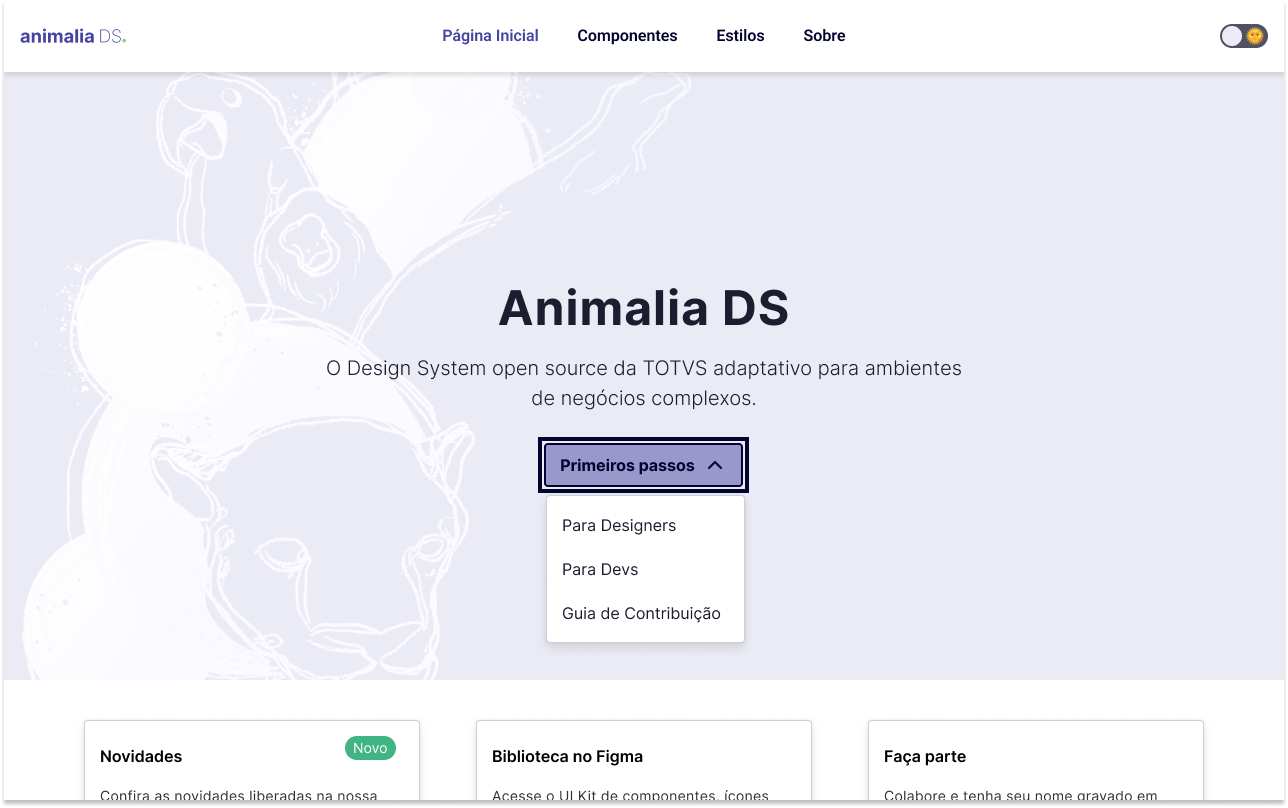 animalia DS.
Página Inicial
Componentes
Estilos
Sobre
Animalia DS
O Design System open source da TOTVS adaptativo para ambientes
de negócios complexos.
Primeiros passos
Para Designers
Para Devs
Guia de Contribuição
Novidades
Novo
Confira as novidades liberadas na nossa
Biblioteca no Figma
Acesse o UI Kit de componentes, ícones
Faça parte
Colabore e tenha seu nome gravado em